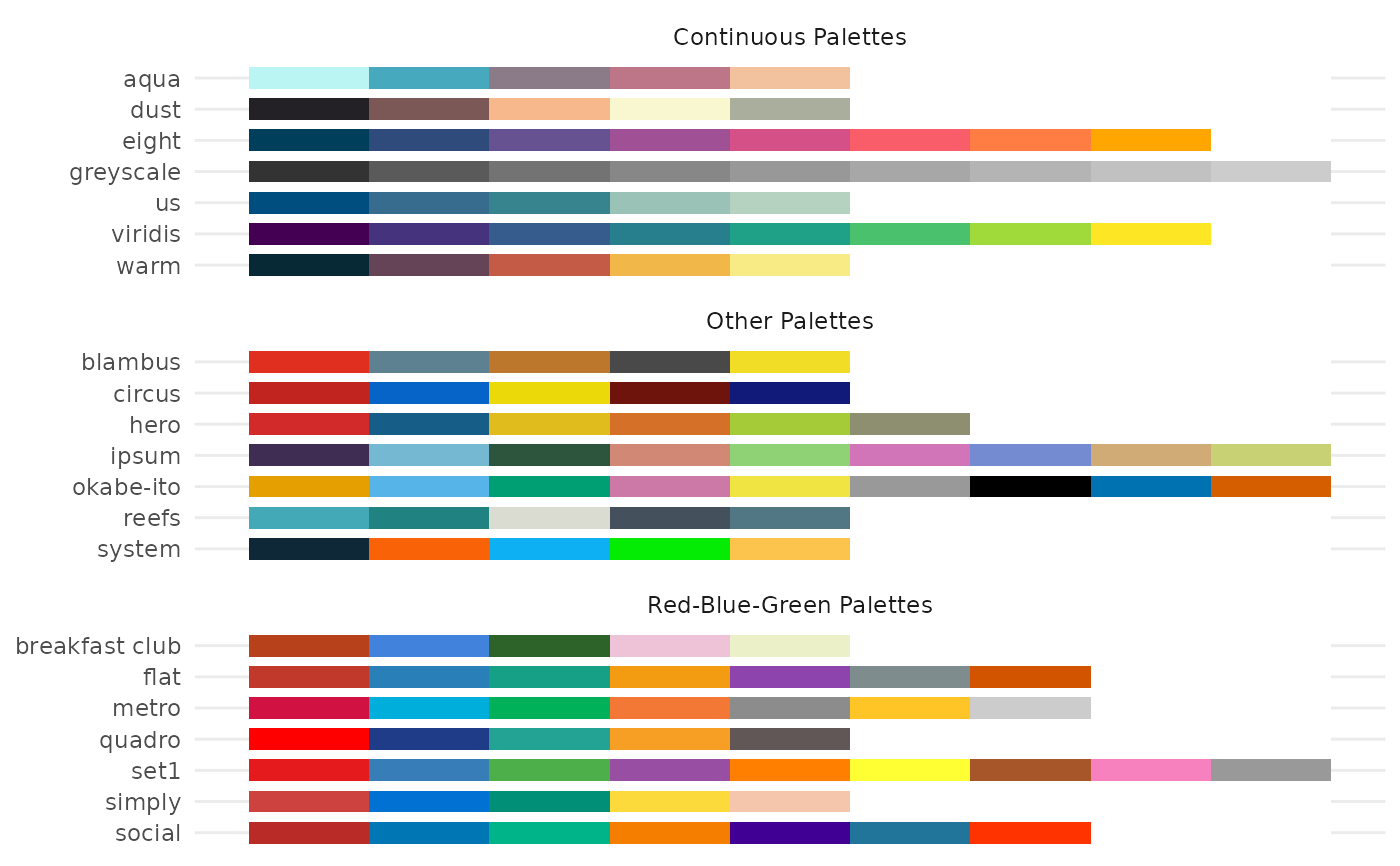 Continuous Palettes
aqua
dust
eight
greyscale
us
viridis
warm
Other Palettes
blambus
circus
hero
ipsum
okabe-ito
reefs
system
Red-Blue-Green Palettes
breakfast club
flat
metro
quadro
set1
simply
social